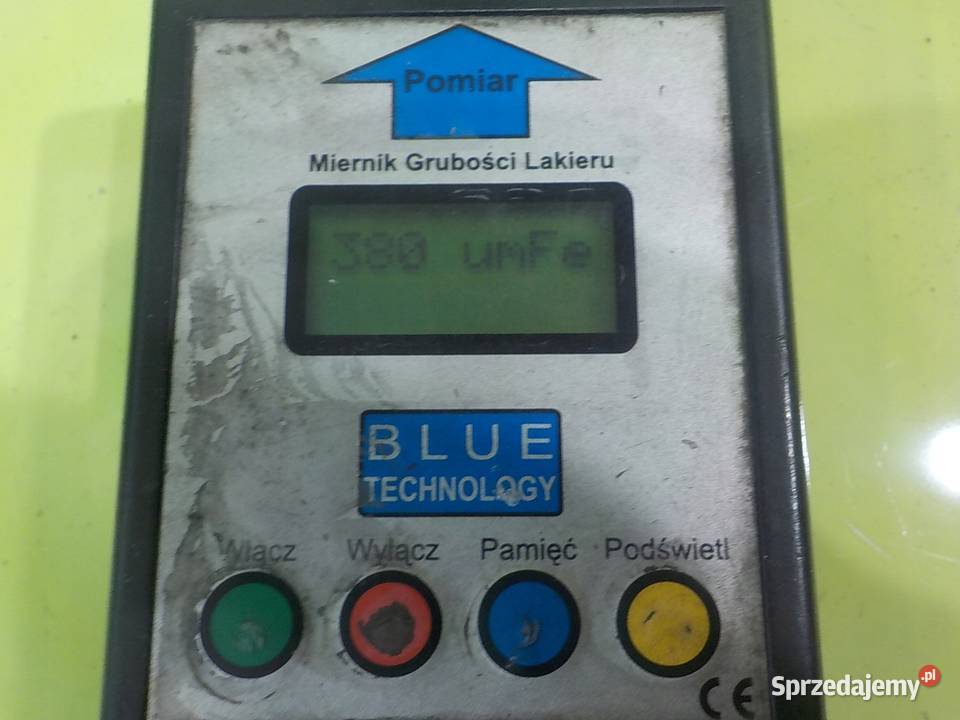 Pomiar
Miernik Grubości Lakieru
380 umFe
BLUE
TECHNOLOGY
Włącz Wyłącz Pamięć Podświetl
CE
Sprzedajemy.pl